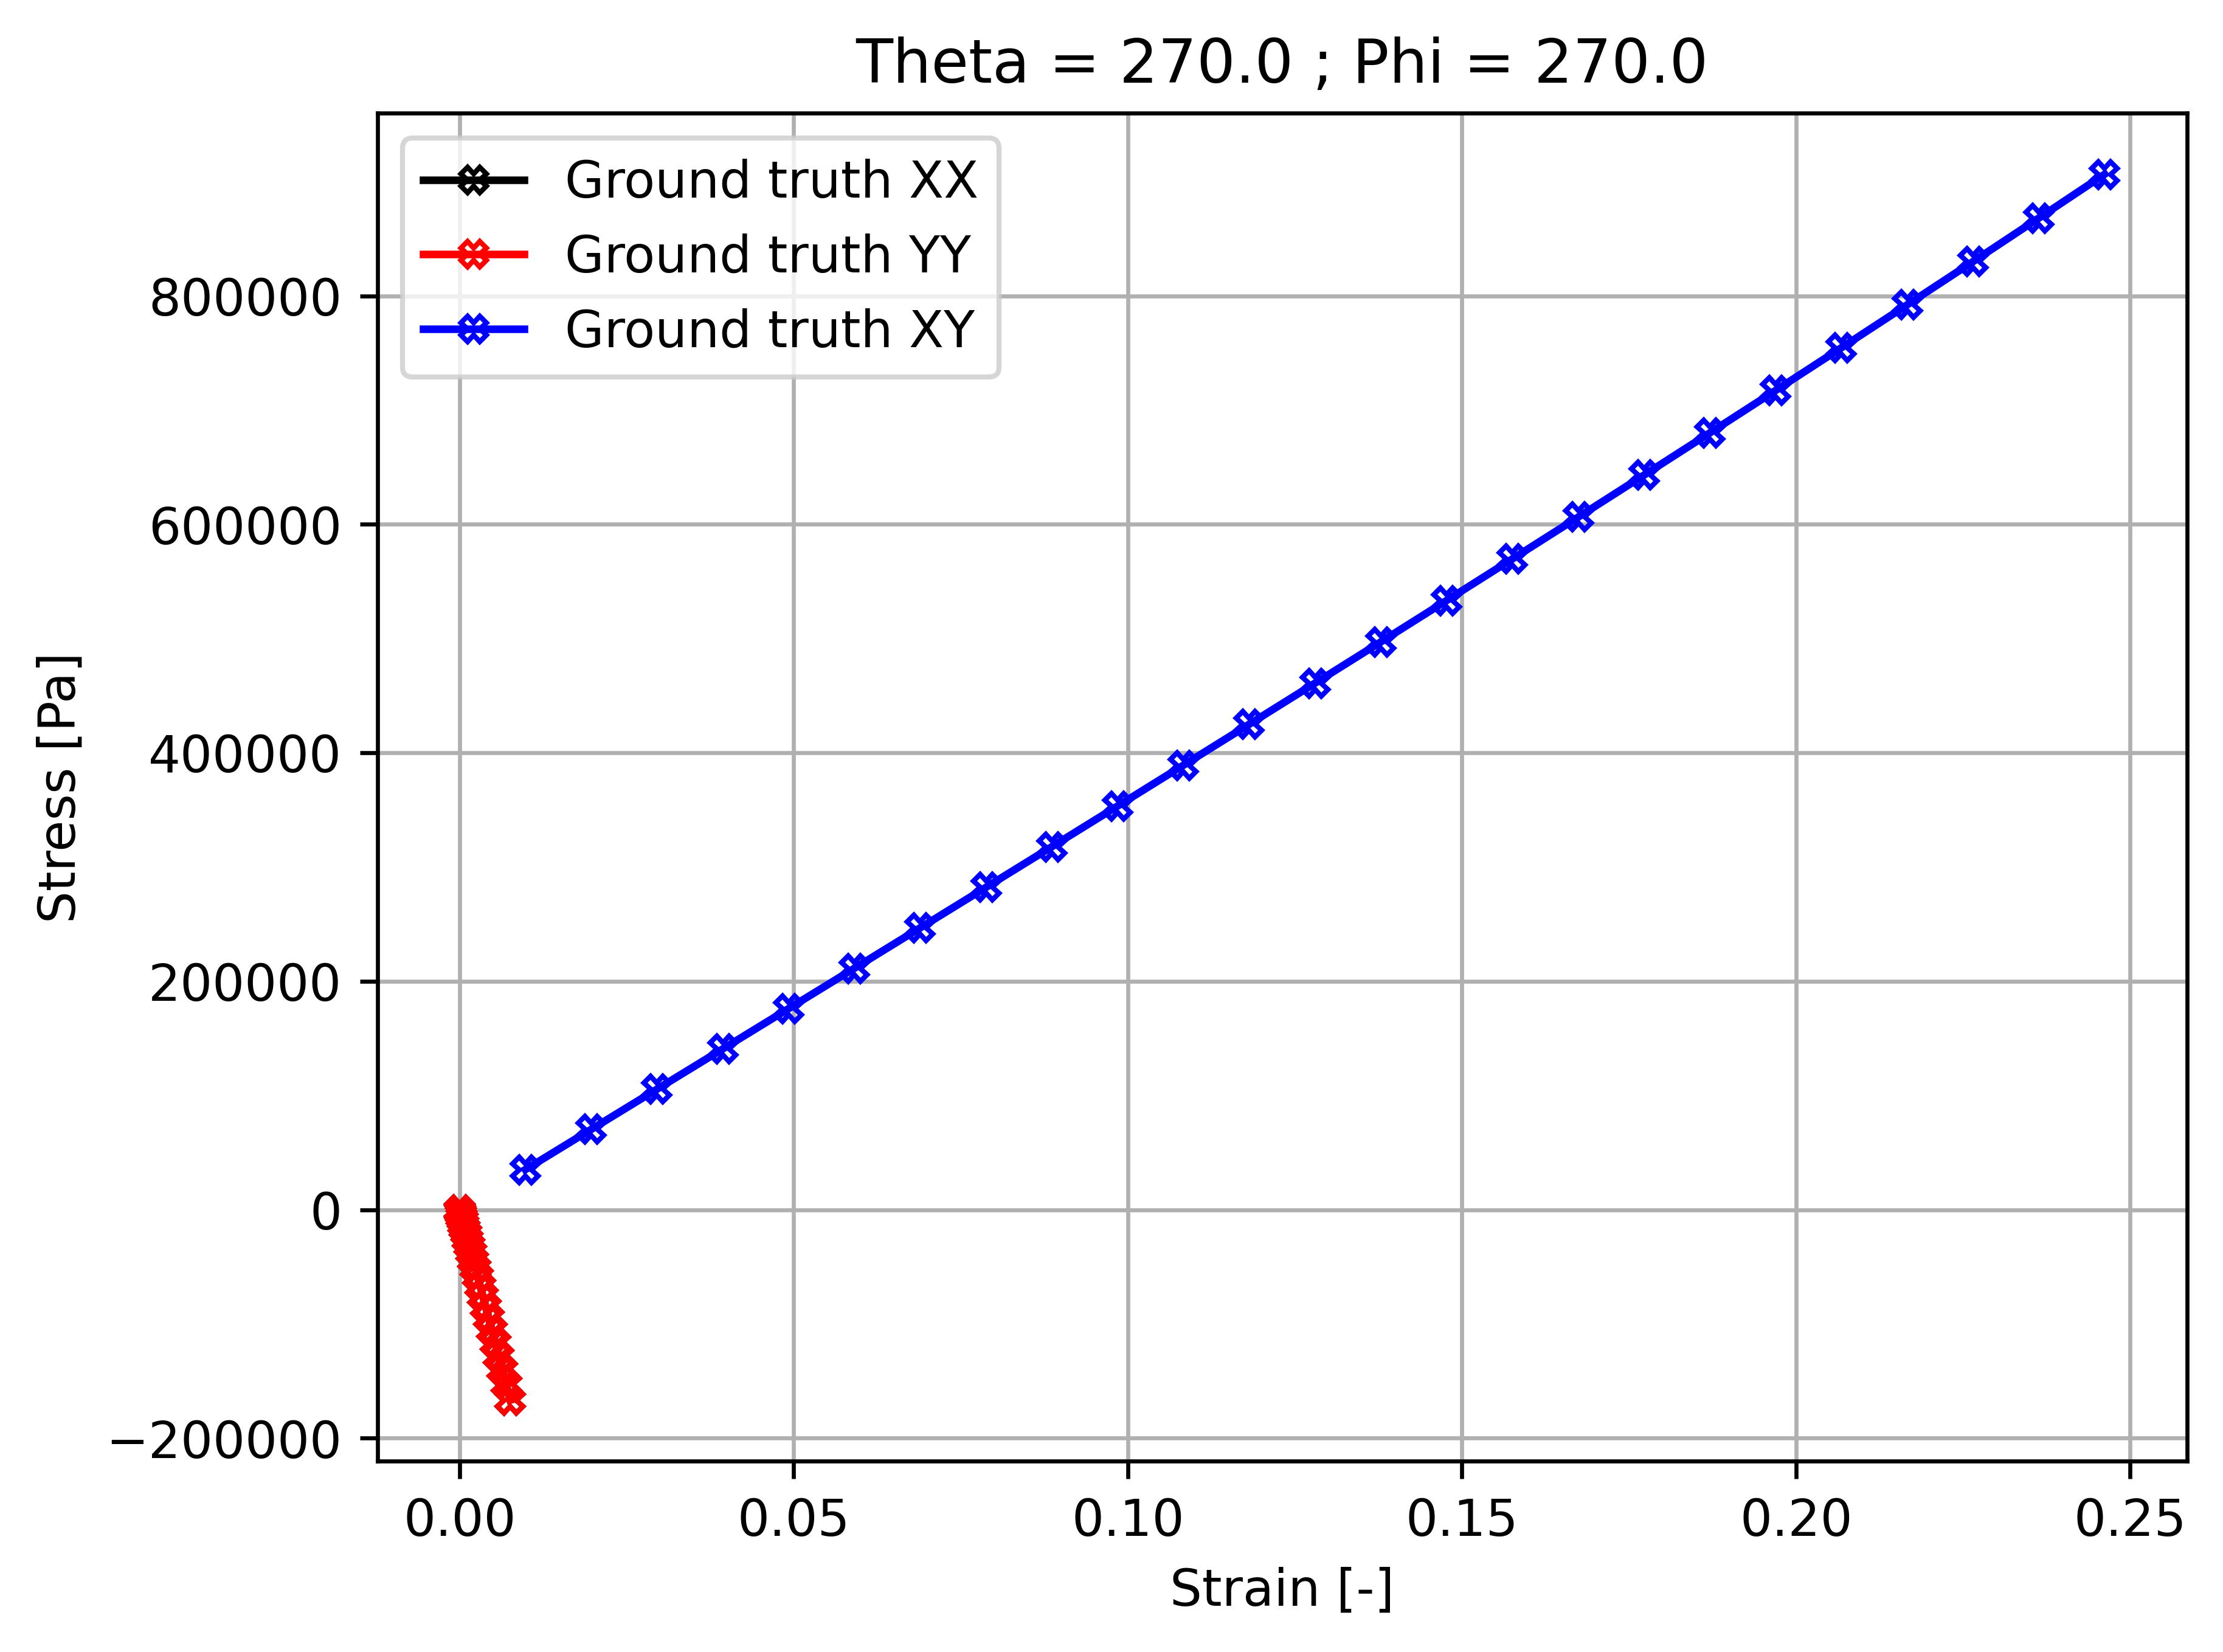 Theta = 270.0 ; Phi = 270.0
Ground truth XX
Ground truth YY
Ground truth XY
800000
600000
400000
200000
0
−200000
Stress [Pa]
0.00 0.05 0.10 0.15 0.20 0.25
Strain [-]